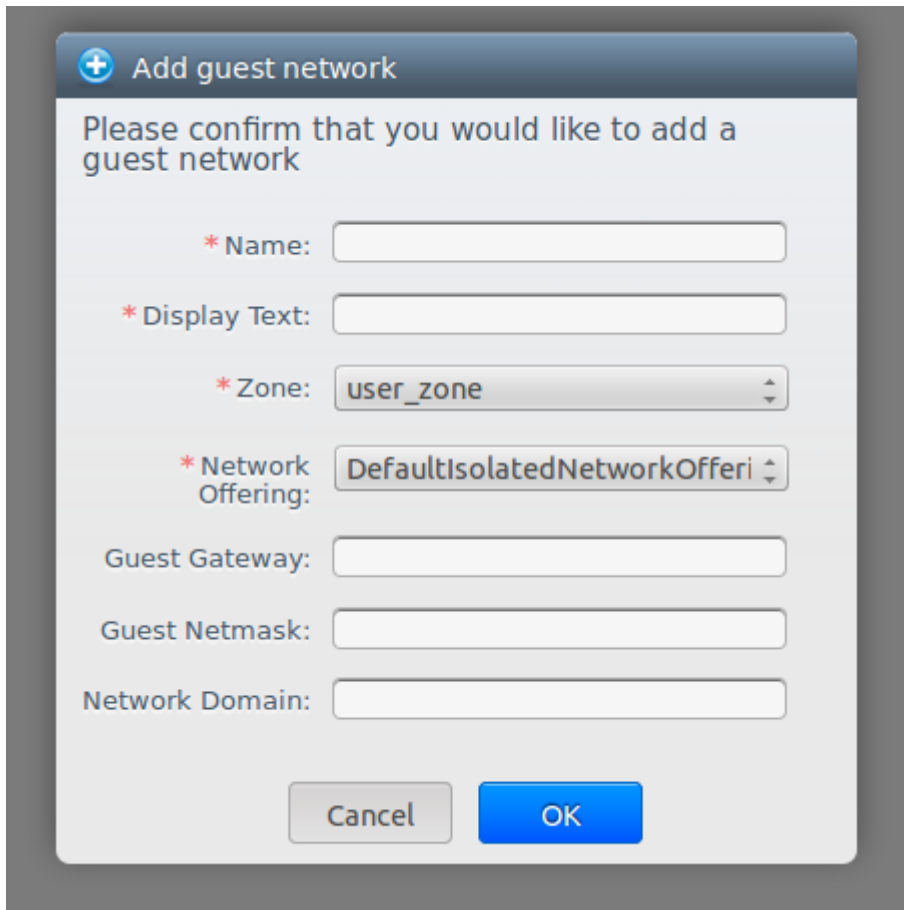 Add guest network
Please confirm that you would like to add a
guest network
* Name:
* Display Text:
* Zone: user_zone
* Network
Offering: DefaultIsolatedNetworkOfferi
Guest Gateway:
Guest Netmask:
Network Domain:
Cancel OK